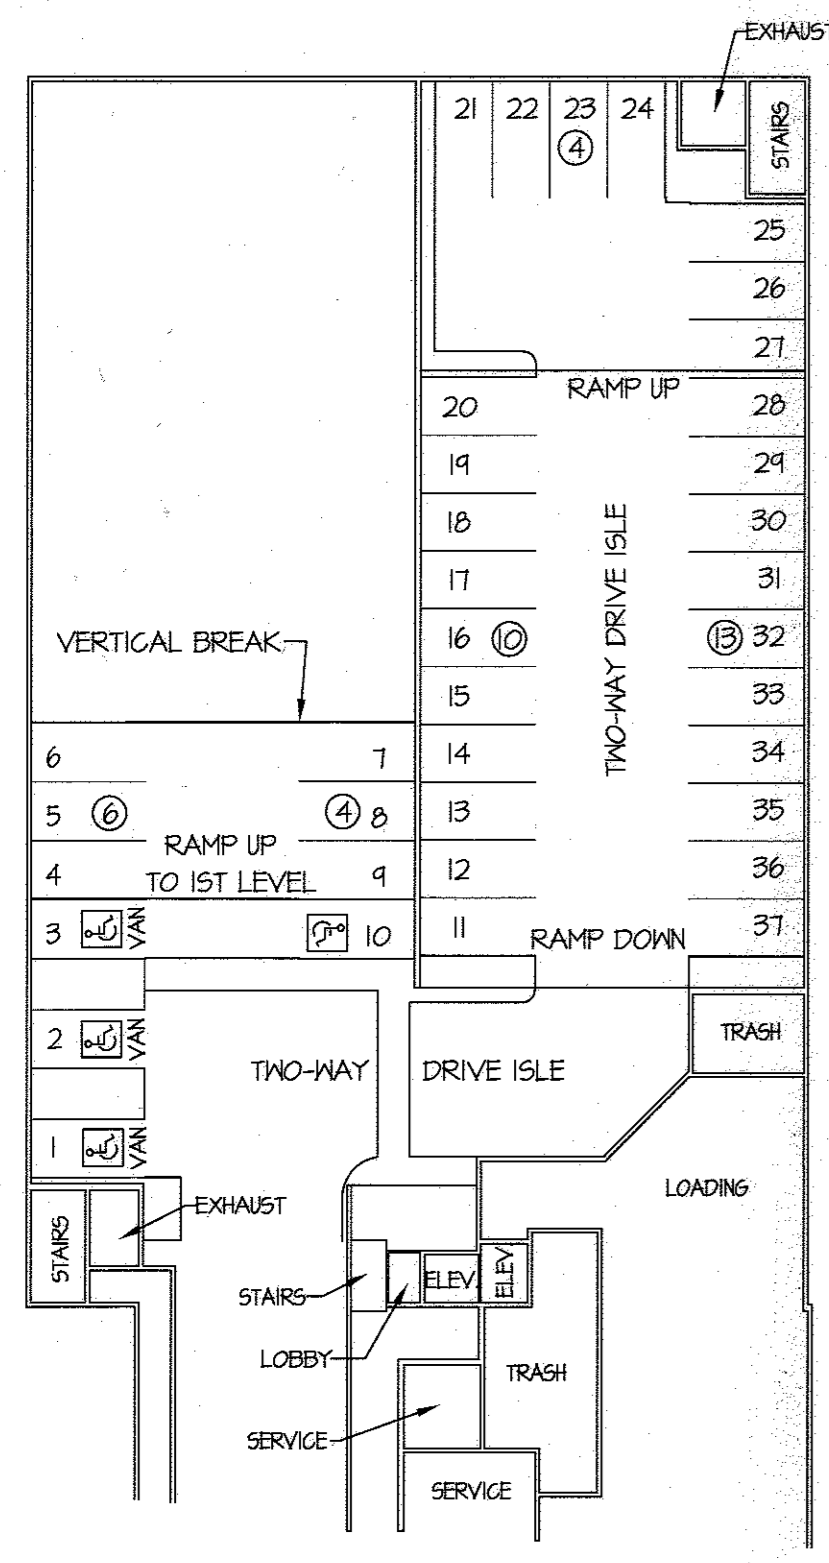 EXHAUST
21 22 23 24
④
STAIRS
25
26
27
RAMP UP
20
28
19
29
18
30
17
31
TWO-WAY DRIVE ISLE
16 ⑩
⑬ 32
VERTICAL BREAK
15
33
14
34
6
7
13
35
5 ⑥
④ 8
RAMP UP
TO 1ST LEVEL
12
36
4
9
11
37
RAMP DOWN
3 VAN
10
2 VAN
TRASH
TWO-WAY DRIVE ISLE
1 VAN
LOADING
EXHAUST
STAIRS
STAIRS
ELEV.
ELEV.
LOBBY
TRASH
SERVICE
SERVICE